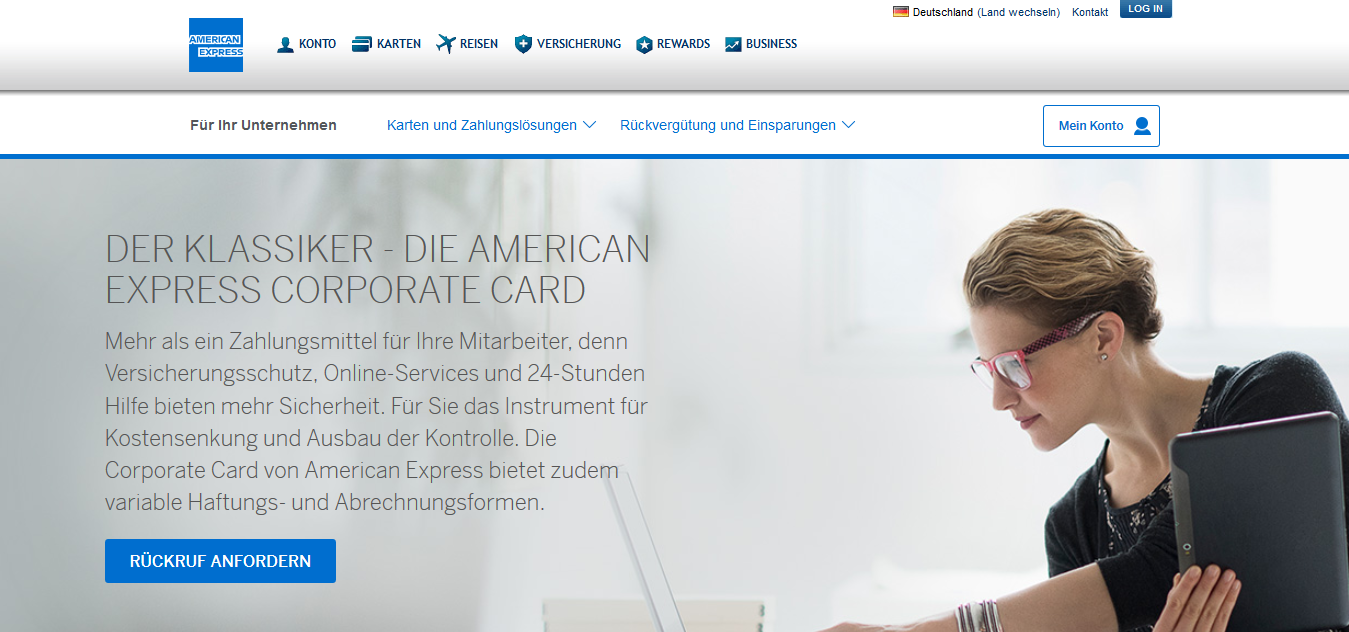 Deutschland (Land wechseln) Kontakt LOG IN
AMERICAN
EXPRESS
KONTO KARTEN REISEN VERSICHERUNG REWARDS BUSINESS
Für Ihr Unternehmen Karten und Zahlungslösungen Rückvergütung und Einsparungen Mein Konto
DER KLASSIKER - DIE AMERICAN
EXPRESS CORPORATE CARD
Mehr als ein Zahlungsmittel für Ihre Mitarbeiter, denn
Versicherungsschutz, Online-Services und 24-Stunden
Hilfe bieten mehr Sicherheit. Für Sie das Instrument für
Kostensenkung und Ausbau der Kontrolle. Die
Corporate Card von American Express bietet zudem
variable Haftungs- und Abrechnungsformen.
RÜCKRUF ANFORDERN